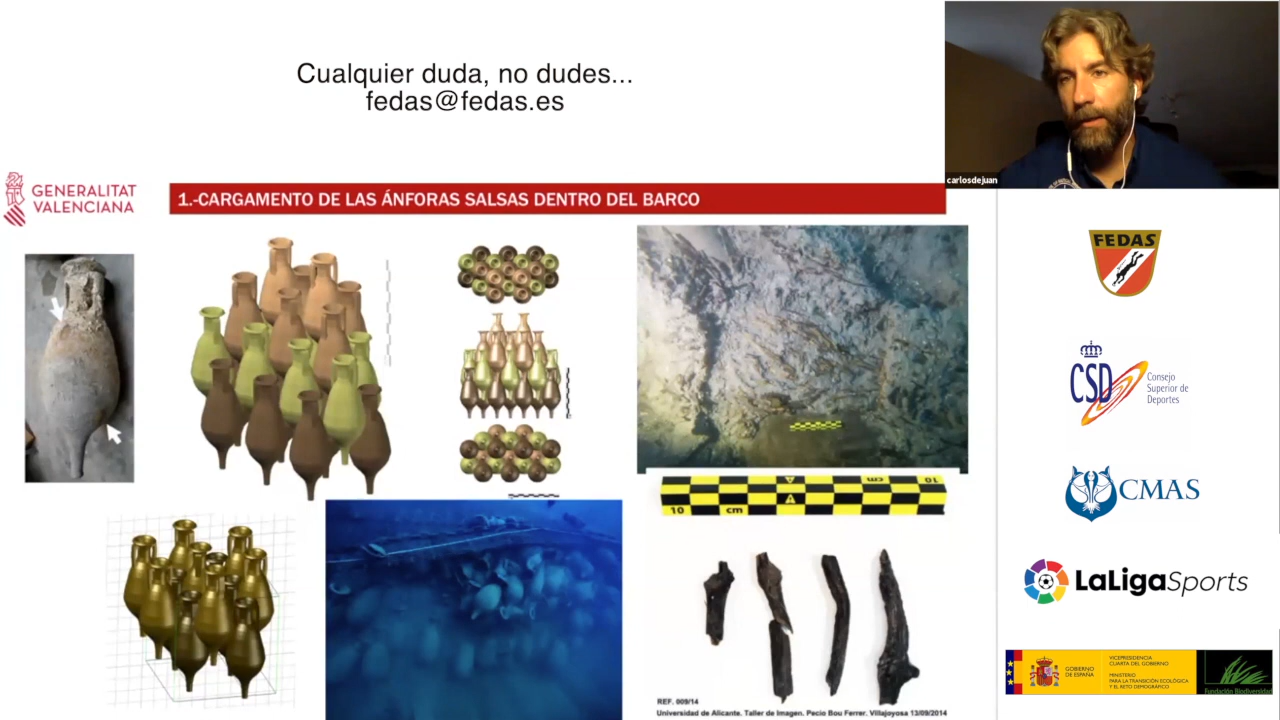 Cualquier duda, no dudes...
fedas@fedas.es
carlosdejuan
GENERALITAT
VALENCIANA
1.-CARGAMENTO DE LAS ÁNFORAS SALSAS DENTRO DEL BARCO
FEDAS
CSD
Consejo
Superior de
Deportes
CMAS
LaLigaSports
10 cm
cm 10
GOBIERNO
DE ESPAÑA
VICEPRESIDENCIA
CUARTA DEL GOBIERNO
MINISTERIO
PARA LA TRANSICIÓN ECOLÓGICA
Y EL RETO DEMOGRÁFICO
Fundación Biodiversidad
REF. 009/14
Universidad de Alicante. Taller de Imagen. Pecio Bou Ferrer. Villajoyosa 13/09/2014